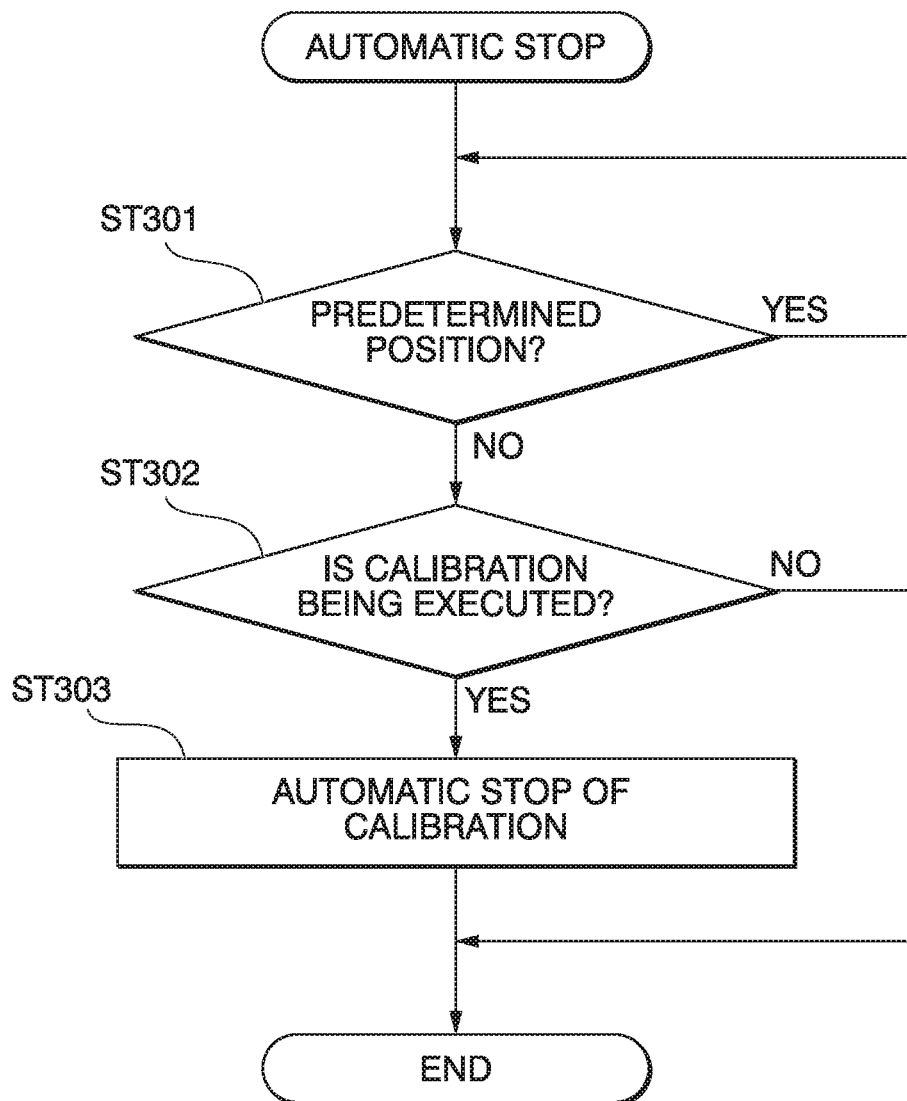 AUTOMATIC STOP
ST301
PREDETERMINED
POSITION?
YES
NO
ST302
IS CALIBRATION
BEING EXECUTED?
NO
YES
ST303
AUTOMATIC STOP OF
CALIBRATION
END